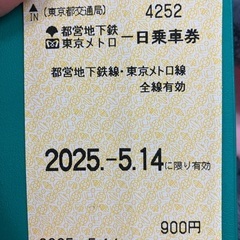 ▲ (東京都交通局) 4252
IN
都営地下鉄
東京メトロ 一日乗車券
都営地下鉄線・東京メトロ線
全線有効
2025.-5.14に限り有効
900円